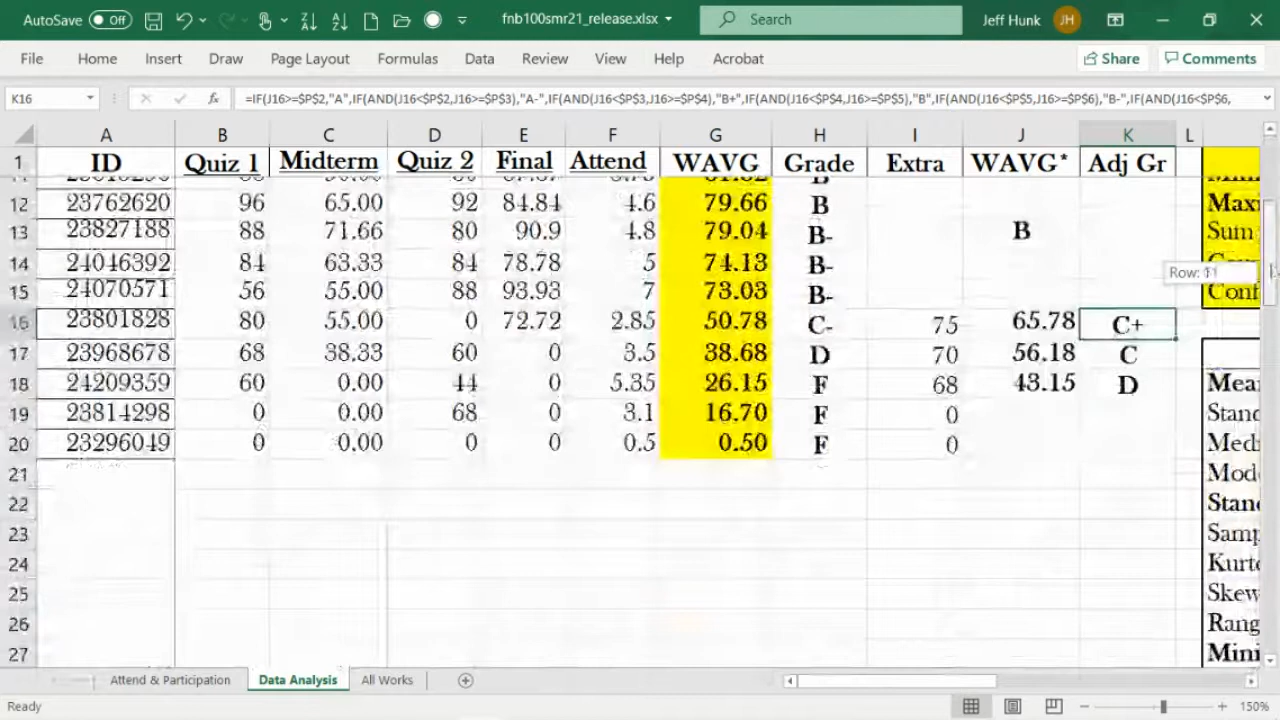 AutoSave Off fnb100smr21_release.xlsx Search Jeff Hunk JH
File Home Insert Draw Page Layout Formulas Data Review View Help Acrobat Share Comments
K16 fx =IF(J16>=$P$2,"A",IF(AND(J16<$P$2,J16>=$P$3),"A-",IF(AND(J16<$P$3,J16>=$P$4),"B+",IF(AND(J16<$P$4,J16>=$P$5),"B",IF(AND(J16<$P$5,J16>=$P$6),"B-",IF(AND(J16<$P$6,
A B C D E F G H I J K L
1 ID Quiz 1 Midterm Quiz 2 Final Attend WAVG Grade Extra WAVG* Adj Gr
12 23762620 96 65.00 92 84.84 4.6 79.66 B Maxi
13 23827188 88 71.66 80 90.9 4.8 79.04 B- B Sum
14 24046392 84 63.33 84 78.78 5 74.13 B- Row:
15 24070571 56 55.00 88 93.93 7 73.03 B- Conf
16 23801828 80 55.00 0 72.72 2.85 50.78 C- 75 65.78 C+
17 23968678 68 38.33 60 0 3.5 38.68 D 70 56.18 C
18 24209359 60 0.00 44 0 5.35 26.15 F 68 43.15 D Mea
19 23814298 0 0.00 68 0 3.1 16.70 F 0 Stand
20 23296049 0 0.00 0 0 0.5 0.50 F 0 Medi
21 Mod
22 Stand
23 Samp
24 Kurto
25 Skew
26 Rang
27 Mini
Attend & Participation Data Analysis All Works
Ready 150%